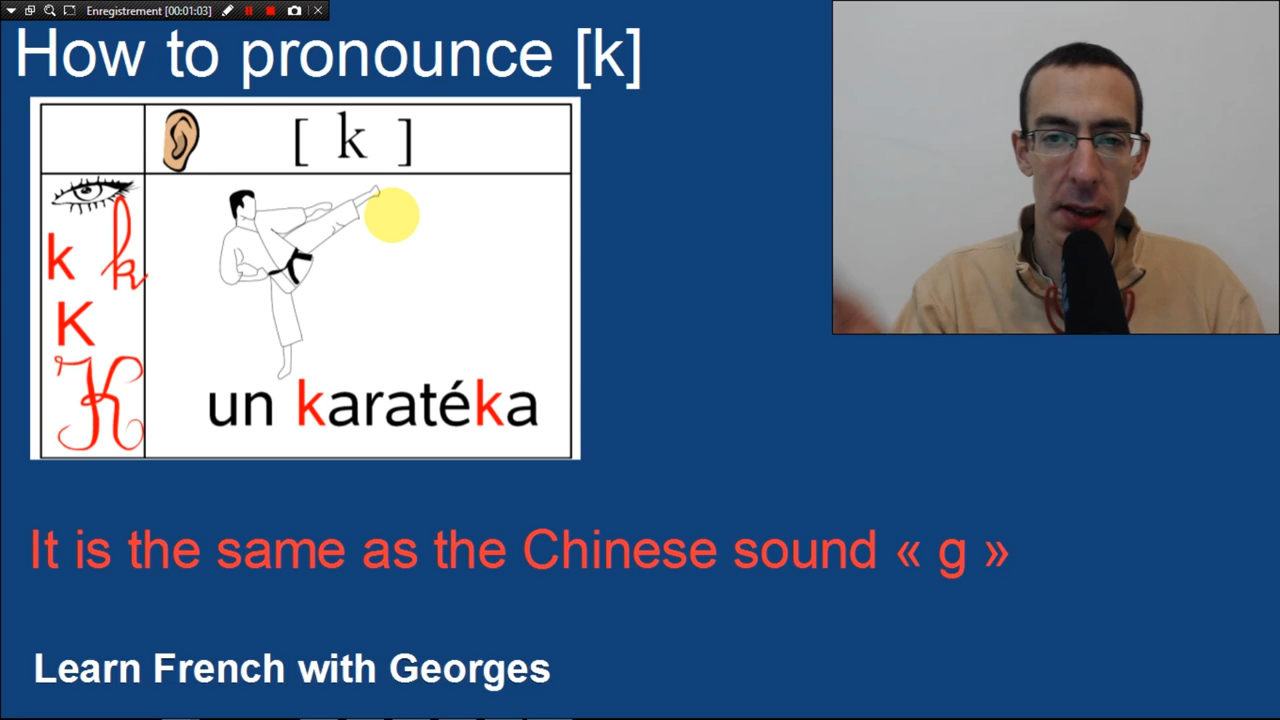 Enregistrement [00:01:03]
How to pronounce [k]
[ k ]
k k
K
K
un karatéka
It is the same as the Chinese sound « g »
Learn French with Georges